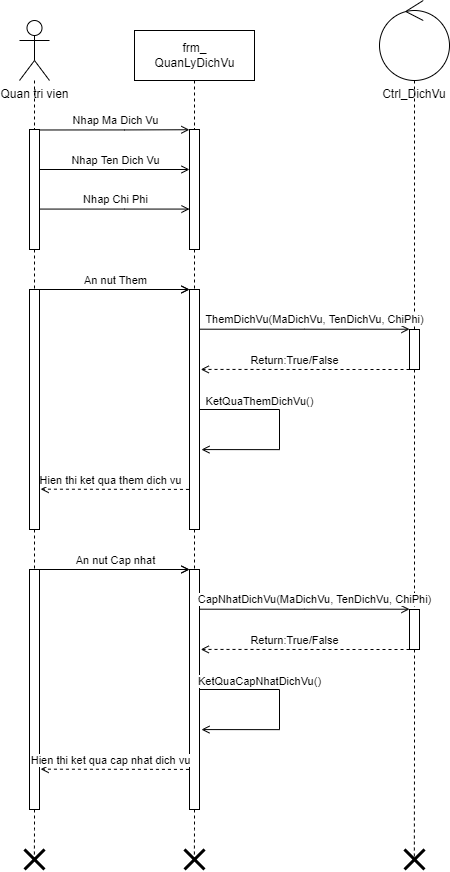 frm_
QuanLyDichVu
Quan tri vien
Ctrl_DichVu
Nhap Ma Dich Vu
Nhap Ten Dich Vu
Nhap Chi Phi
An nut Them
ThemDichVu(MaDichVu, TenDichVu, ChiPhi)
Return:True/False
KetQuaThemDichVu()
Hien thi ket qua them dich vu
An nut Cap nhat
CapNhatDichVu(MaDichVu, TenDichVu, ChiPhi)
Return:True/False
KetQuaCapNhatDichVu()
Hien thi ket qua cap nhat dich vu